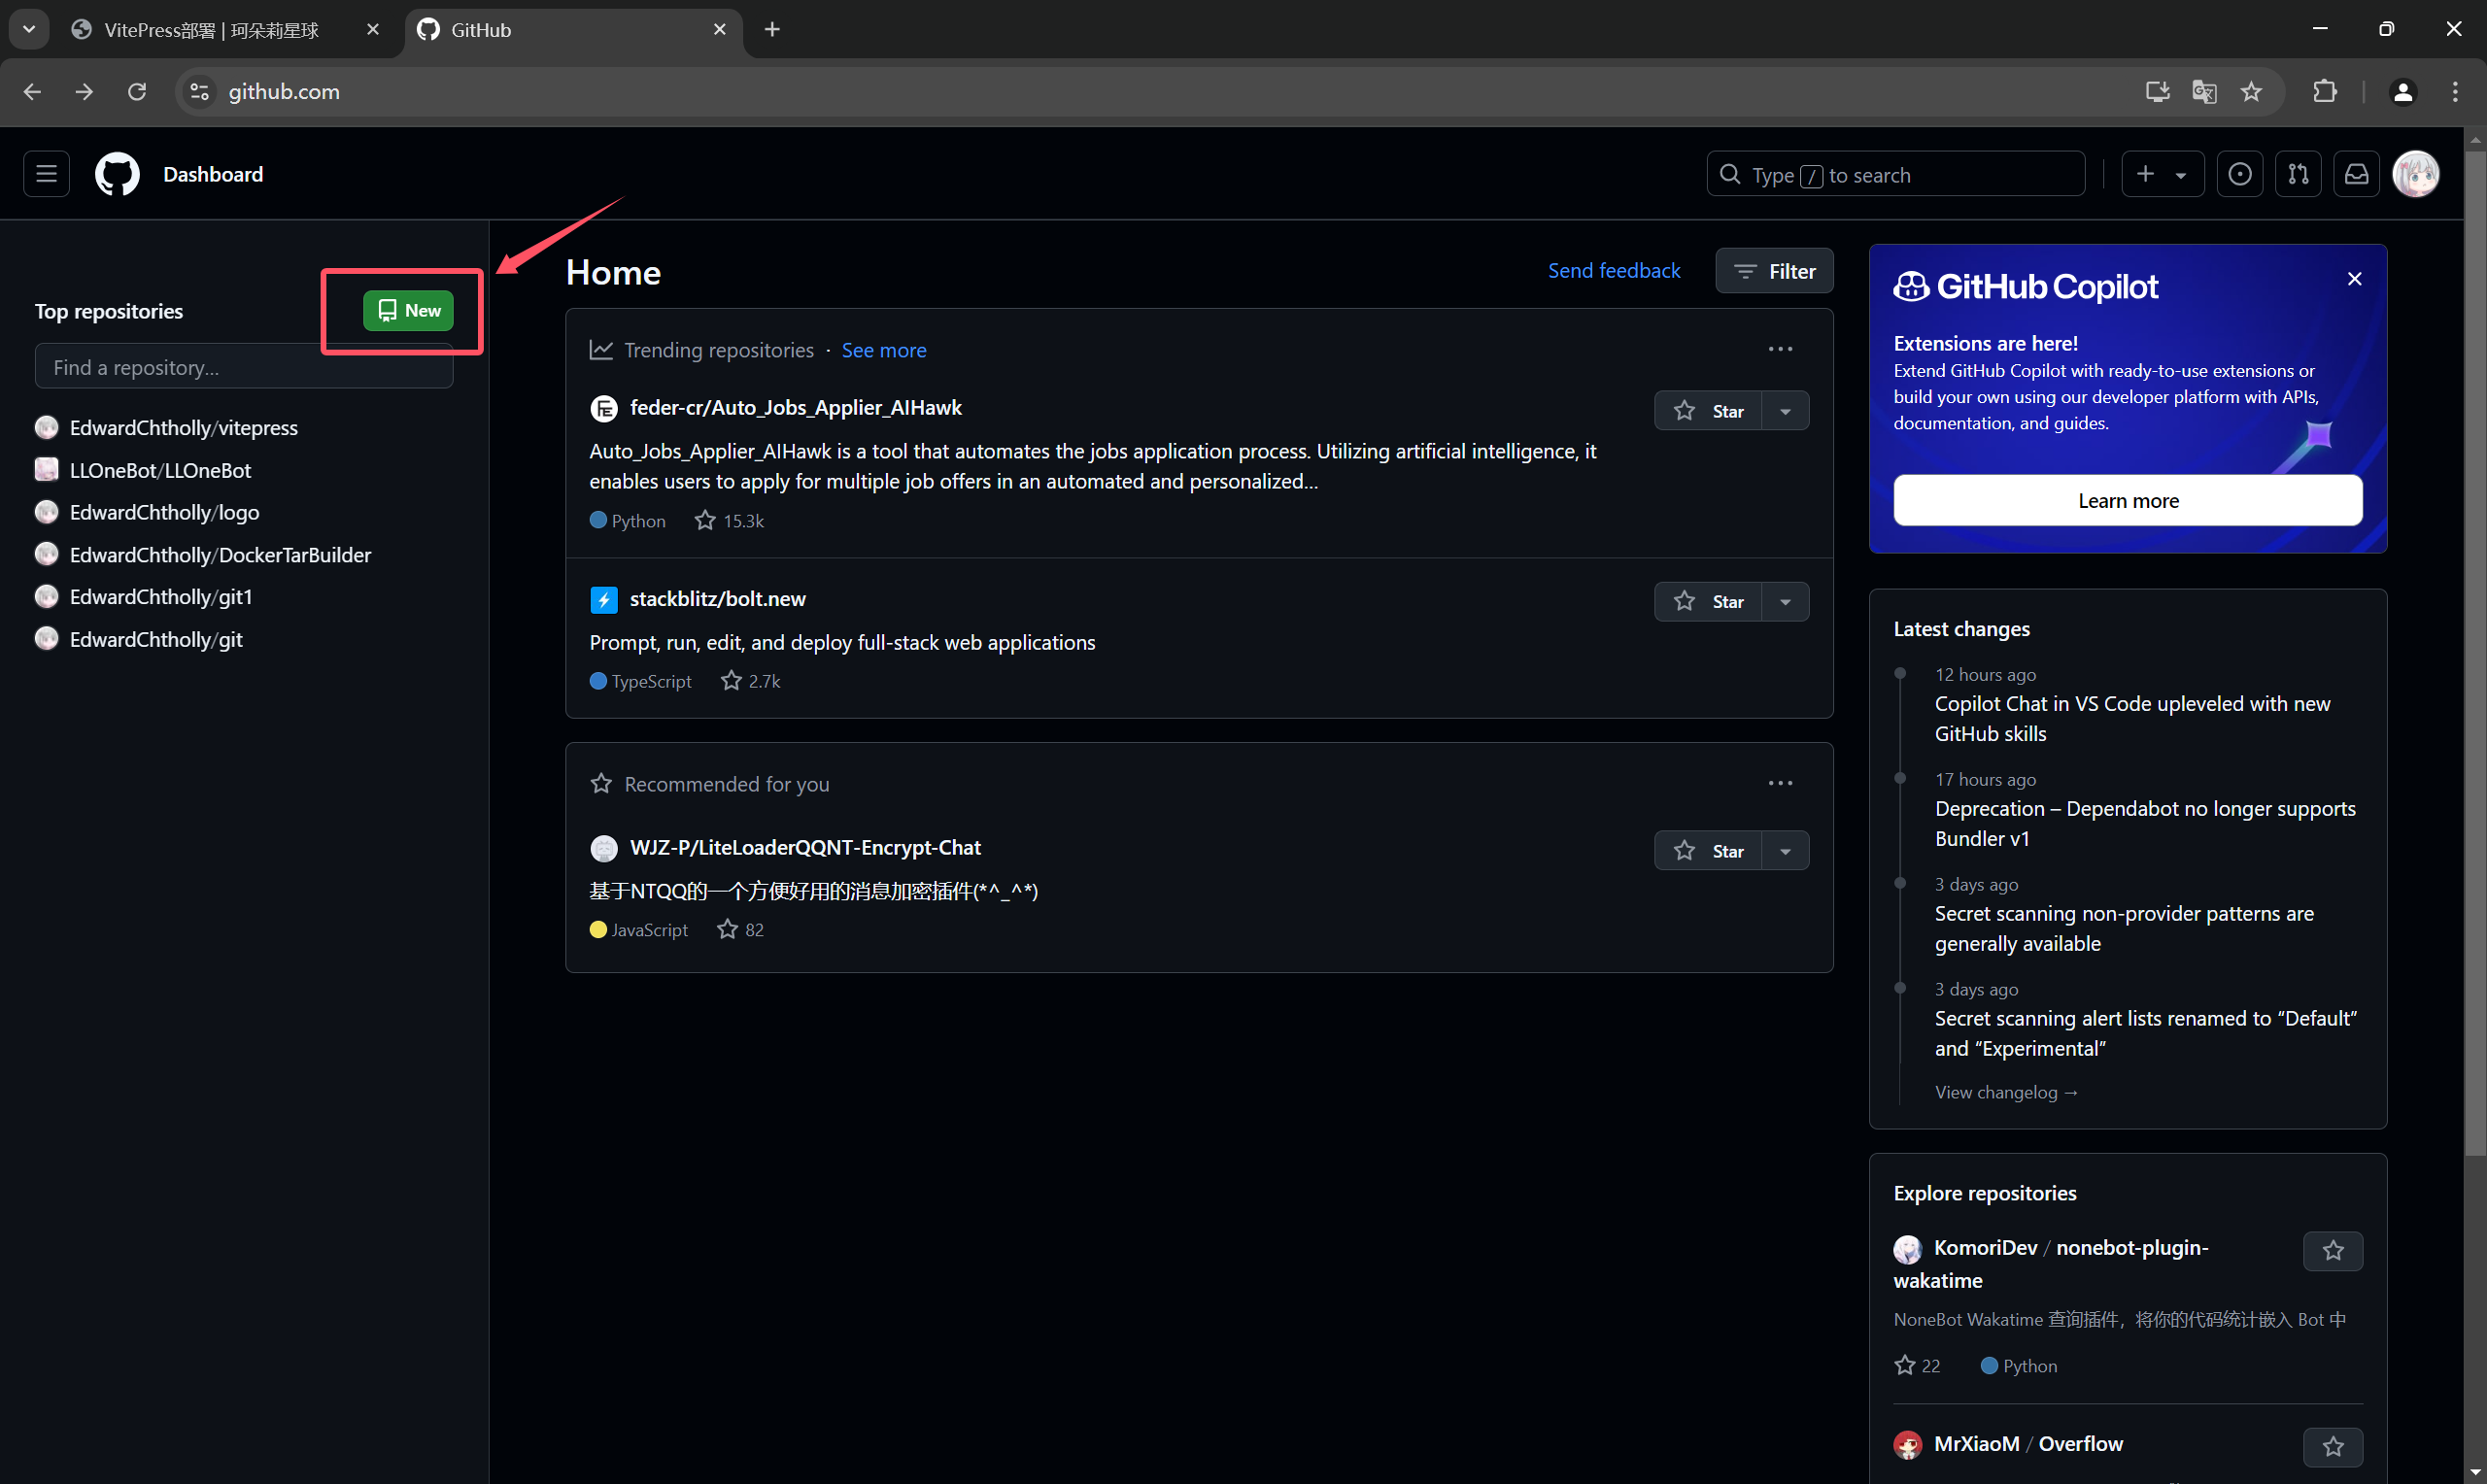 VitePress部署 | 珂朵莉星球
GitHub
github.com
Dashboard
Type / to search
Top repositories
New
Find a repository...
EdwardChtholly/vitepress
LLOneBot/LLOneBot
EdwardChtholly/logo
EdwardChtholly/DockerTarBuilder
EdwardChtholly/git1
EdwardChtholly/git
Home
Send feedback
Filter
Trending repositories · See more
feder-cr/Auto_Jobs_Applier_AIHawk
Star
Auto_Jobs_Applier_AIHawk is a tool that automates the jobs application process. Utilizing artificial intelligence, it
enables users to apply for multiple job offers in an automated and personalized...
Python 15.3k
stackblitz/bolt.new
Star
Prompt, run, edit, and deploy full-stack web applications
TypeScript 2.7k
Recommended for you
WJZ-P/LiteLoaderQQNT-Encrypt-Chat
Star
基于NTQQ的一个方便好用的消息加密插件(*^_^*)
JavaScript 82
GitHub Copilot
Extensions are here!
Extend GitHub Copilot with ready-to-use extensions or
build your own using our developer platform with APIs,
documentation, and guides.
Learn more
Latest changes
12 hours ago
Copilot Chat in VS Code upleveled with new
GitHub skills
17 hours ago
Deprecation – Dependabot no longer supports
Bundler v1
3 days ago
Secret scanning non-provider patterns are
generally available
3 days ago
Secret scanning alert lists renamed to “Default”
and “Experimental”
View changelog →
Explore repositories
KomoriDev / nonebot-plugin-
wakatime
NoneBot Wakatime 查询插件，将你的代码统计嵌入 Bot 中
22 Python
MrXiaoM / Overflow